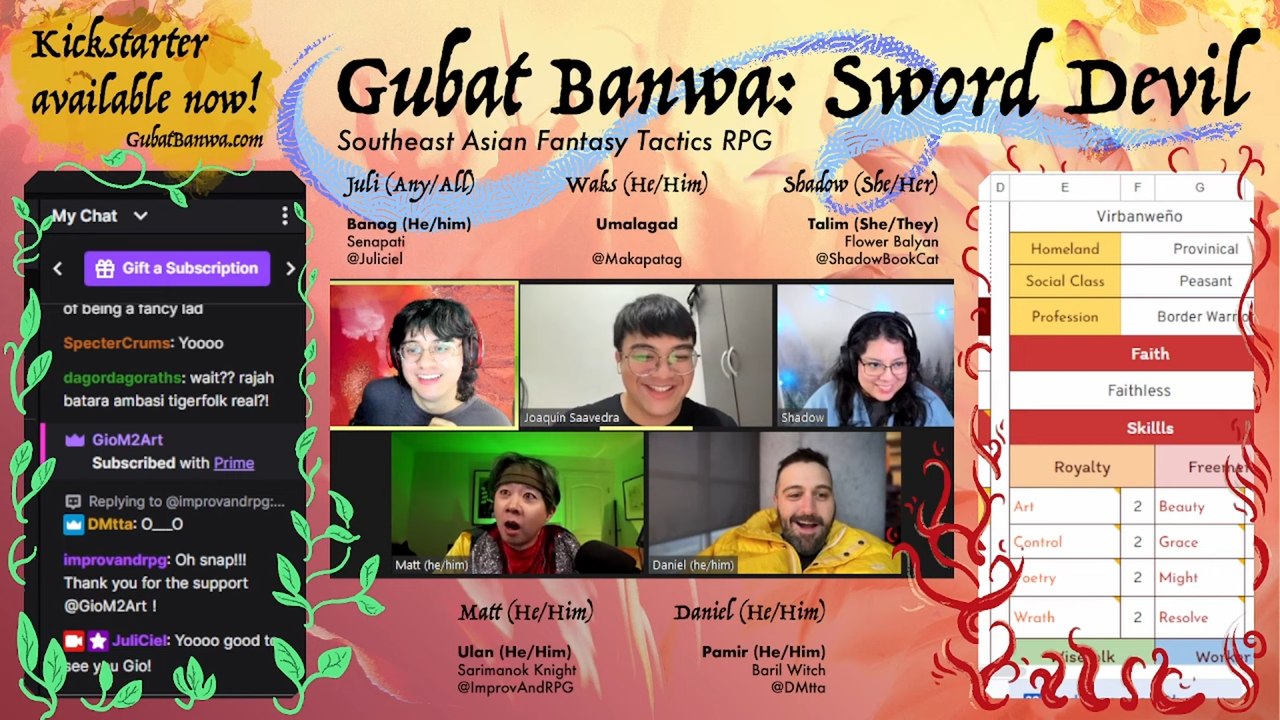 Kickstarter
available now!
GubatBanwa.com
Gubat Banwa: Sword Devil
Southeast Asian Fantasy Tactics RPG
Juli (Any/All)
Banog (He/him)
Senapati
@Juliciel
Waks (He/Him)
Umalagad
@Makapatag
Shadow (She/Her)
Talim (She/They)
Flower Balyan
@ShadowBookCat
My Chat
Gift a Subscription
of being a fancy lad
SpecterCrums: Yoooo
dagordagoraths: wait?? rajah
batara ambasi tigerfolk real?!
GioM2Art
Subscribed with Prime
Replying to @improvandrpg:...
DMtta: O__O
improvandrpg: Oh snap!!!
Thank you for the support
@GioM2Art !
JuliCiel: Yoooo good to
see you Gio!
Joaquin Saavedra
Shadow
Matt (he/him)
Daniel (he/him)
Matt (He/Him)
Ulan (He/Him)
Sarimanok Knight
@ImprovAndRPG
Daniel (He/Him)
Pamir (He/Him)
Baril Witch
@DMtta
D E F G
Virbanweño
Homeland Provinical
Social Class Peasant
Profession Border
Faith
Faithless
Skillls
Royalty
Art 2 Beauty
Control 2 Grace
Poetry 2 Might
Wrath 2 Resolve